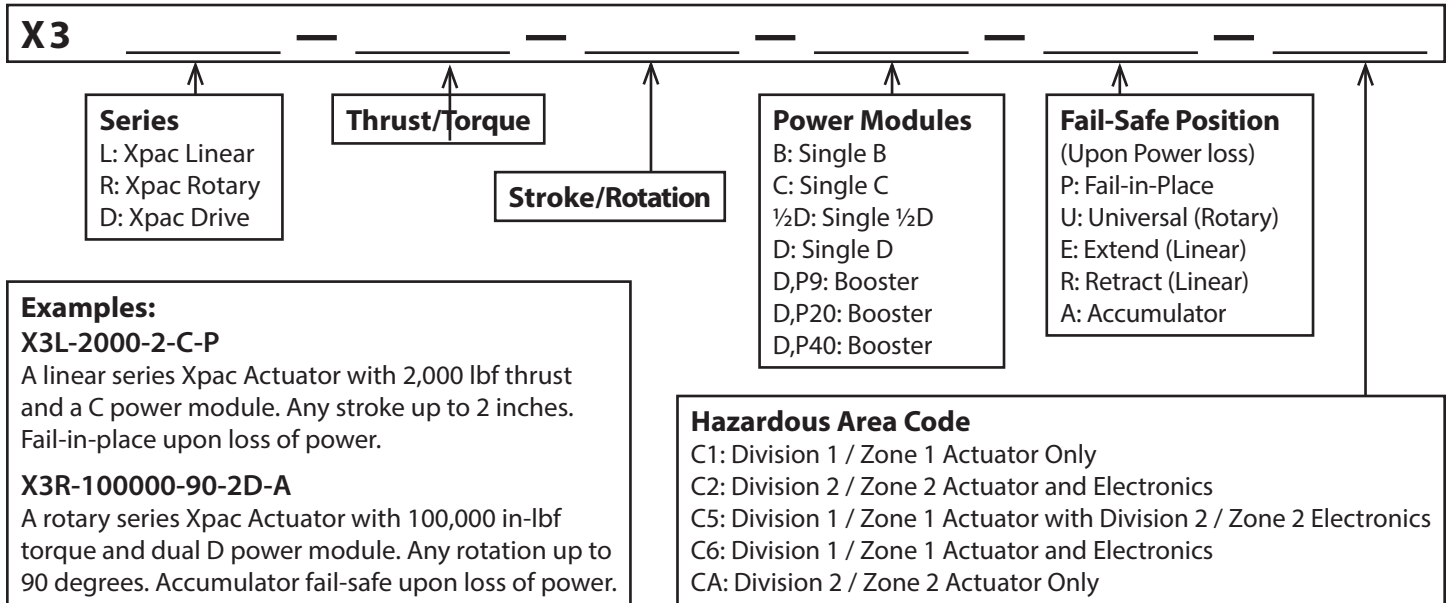 X3 ______ — ______ — ______ — ______ — ______ — ______
Series
L: Xpac Linear
R: Xpac Rotary
D: Xpac Drive
Thrust/Torque
Stroke/Rotation
Power Modules
B: Single B
C: Single C
½D: Single ½D
D: Single D
D,P9: Booster
D,P20: Booster
D,P40: Booster
Fail-Safe Position
(Upon Power loss)
P: Fail-in-Place
U: Universal (Rotary)
E: Extend (Linear)
R: Retract (Linear)
A: Accumulator
Examples:
X3L-2000-2-C-P
A linear series Xpac Actuator with 2,000 lbf thrust
and a C power module. Any stroke up to 2 inches.
Fail-in-place upon loss of power.
X3R-100000-90-2D-A
A rotary series Xpac Actuator with 100,000 in-lbf
torque and dual D power module. Any rotation up to
90 degrees. Accumulator fail-safe upon loss of power.
Hazardous Area Code
C1: Division 1 / Zone 1 Actuator Only
C2: Division 2 / Zone 2 Actuator and Electronics
C5: Division 1 / Zone 1 Actuator with Division 2 / Zone 2 Electronics
C6: Division 1 / Zone 1 Actuator and Electronics
CA: Division 2 / Zone 2 Actuator Only